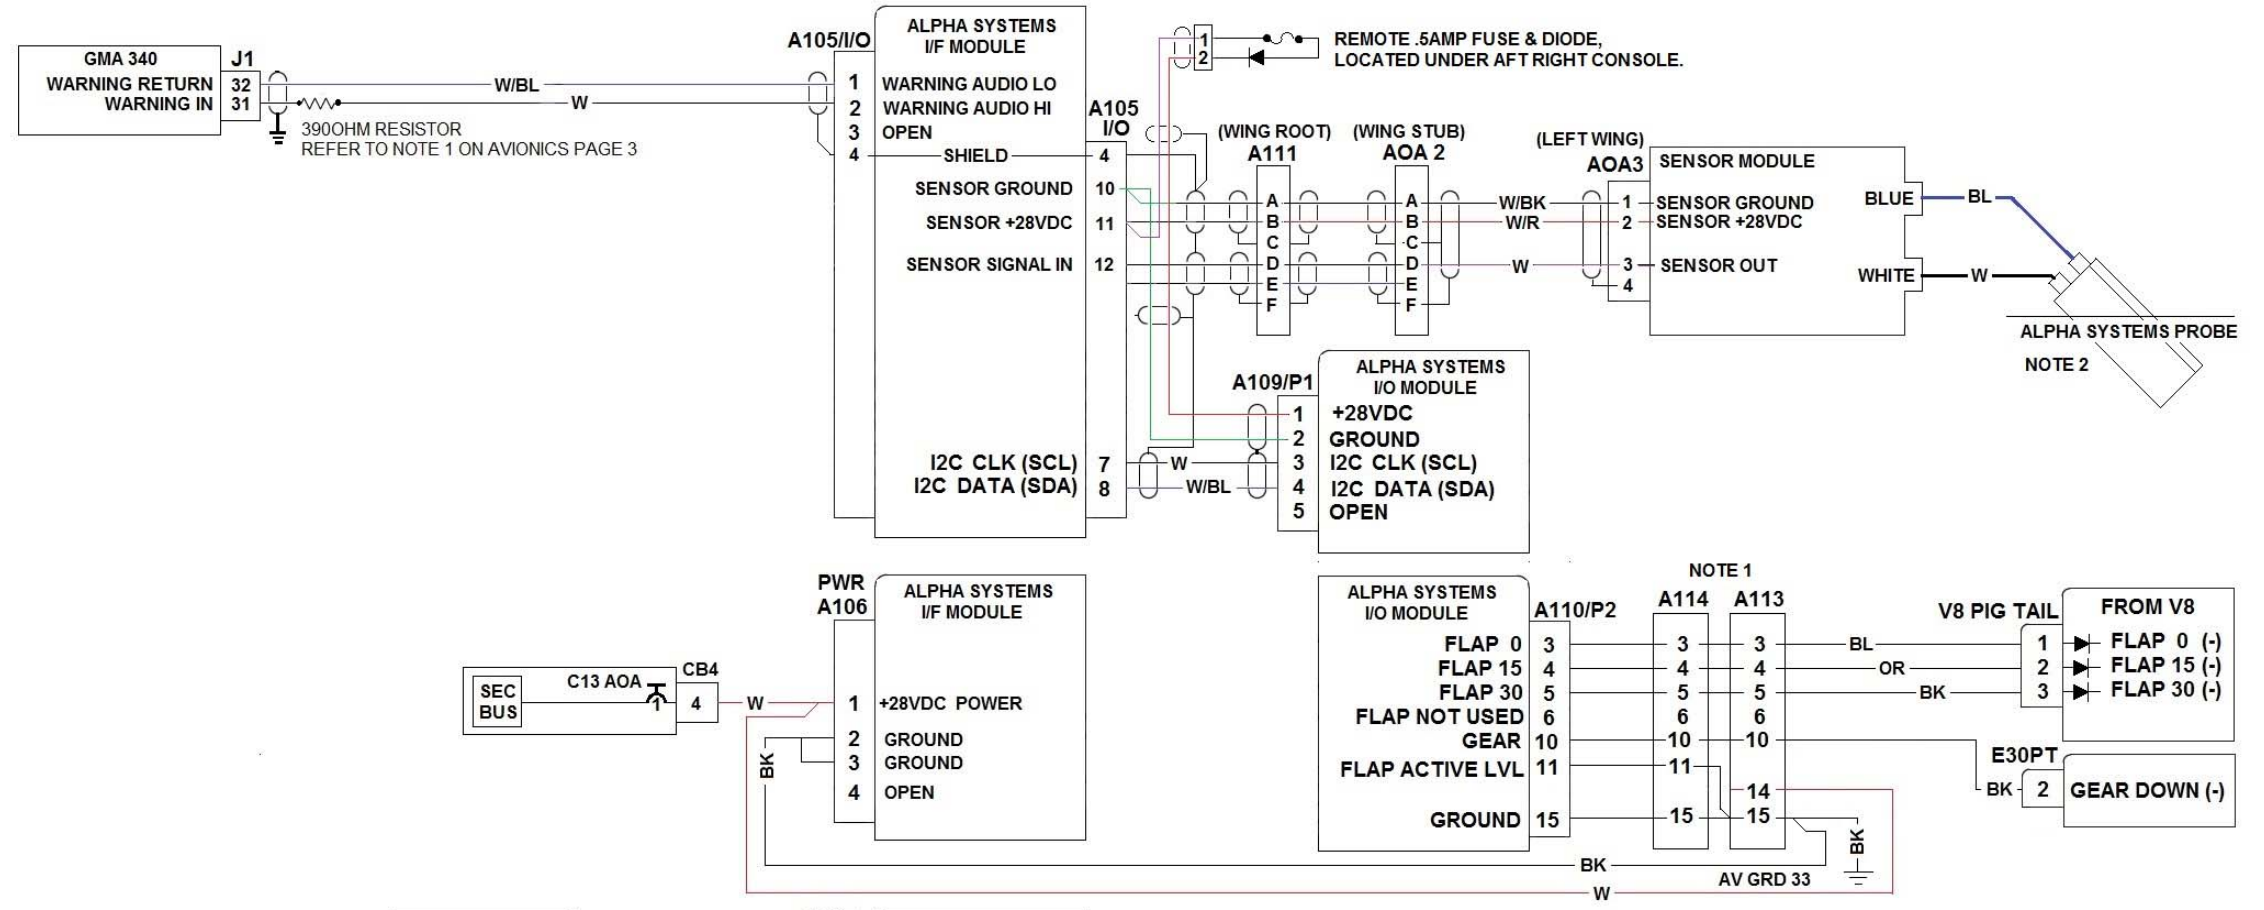 GMA 340
J1
WARNING RETURN 32
WARNING IN 31
W/BL
W
390OHM RESISTOR
REFER TO NOTE 1 ON AVIONICS PAGE 3
A105/I/O
ALPHA SYSTEMS
I/F MODULE
1 WARNING AUDIO LO
2 WARNING AUDIO HI
3 OPEN
4 SHIELD 4
A105
I/O
SENSOR GROUND 10
SENSOR +28VDC 11
SENSOR SIGNAL IN 12
I2C CLK (SCL) 7
I2C DATA (SDA) 8
1
2
REMOTE .5AMP FUSE & DIODE,
LOCATED UNDER AFT RIGHT CONSOLE.
(WING ROOT)
A111
A
B
C
D
E
F
(WING STUB)
AOA 2
A
B
C
D
E
F
W/BK
W/R
W
(LEFT WING)
AOA3
SENSOR MODULE
1 SENSOR GROUND
2 SENSOR +28VDC
3 SENSOR OUT
4
BLUE
BL
WHITE
W
ALPHA SYSTEMS PROBE
NOTE 2
W
W/BL
A109/P1
ALPHA SYSTEMS
I/O MODULE
1 +28VDC
2 GROUND
3 I2C CLK (SCL)
4 I2C DATA (SDA)
5 OPEN
SEC
BUS
C13 AOA
1
CB4
4
W
BK
PWR
A106
ALPHA SYSTEMS
I/F MODULE
1 +28VDC POWER
2 GROUND
3 GROUND
4 OPEN
ALPHA SYSTEMS
I/O MODULE
A110/P2
FLAP 0 3
FLAP 15 4
FLAP 30 5
FLAP NOT USED 6
GEAR 10
FLAP ACTIVE LVL 11
GROUND 15
NOTE 1
A114
3
4
5
6
10
11
15
A113
3
4
5
6
10
14
15
BL
OR
BK
V8 PIG TAIL
FROM V8
1 FLAP 0 (-)
2 FLAP 15 (-)
3 FLAP 30 (-)
E30PT
BK 2 GEAR DOWN (-)
BK
BK
AV GRD 33
W